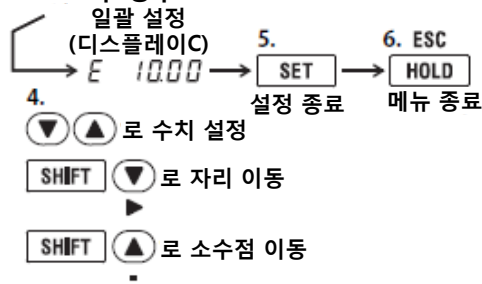 일괄 설정
(디스플레이C)
E 10.00
5.
SET
설정 종료
6. ESC
HOLD
메뉴 종료
4.
▼ ▲ 로 수치 설정
SHIFT ▼ 로 자리 이동
▶
SHIFT ▲ 로 소수점 이동